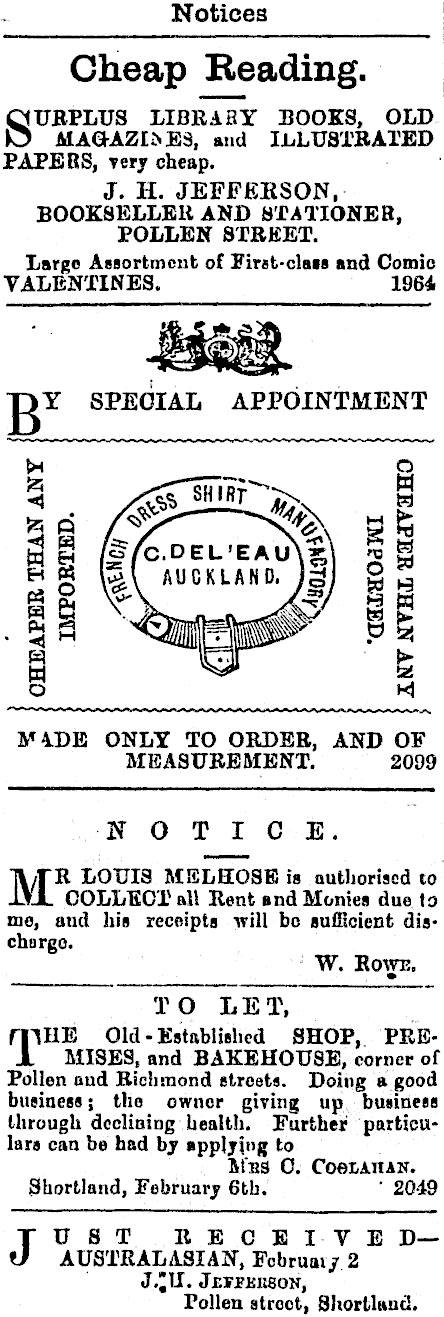 Notices
Cheap Reading.
SURPLUS LIBRARY BOOKS, OLD
MAGAZINES, and ILLUSTRATED
PAPERS, very cheap.
J. H. JEFFERSON,
BOOKSELLER AND STATIONER,
POLLEN STREET.
Large Assortment of First-class and Comic
VALENTINES. 1964
BY SPECIAL APPOINTMENT
CHEAPER THAN ANY
IMPORTED.
FRENCH DRESS SHIRT MANUFACTORY
C. DEL'EAU
AUCKLAND.
CHEAPER THAN ANY
IMPORTED.
MADE ONLY TO ORDER, AND OF
MEASUREMENT. 2099
NOTICE.
MR LOUIS MELHOSE is authorised to
COLLECT all Rent and Monies due to
me, and his receipts will be sufficient dis-
charge.
W. ROWE.
TO LET,
THE Old-Established SHOP, PRE-
MISES, and BAKEHOUSE, corner of
Pollen and Richmond streets. Doing a good
business; the owner giving up business
through declining health. Further particu-
lars can be had by applying to
MRS C. COGLAHAN.
Shortland, February 6th. 2049
JUST RECEIVED—
AUSTRALASIAN, February 2
J. H. JEFFERSON,
Pollen street, Shortland.